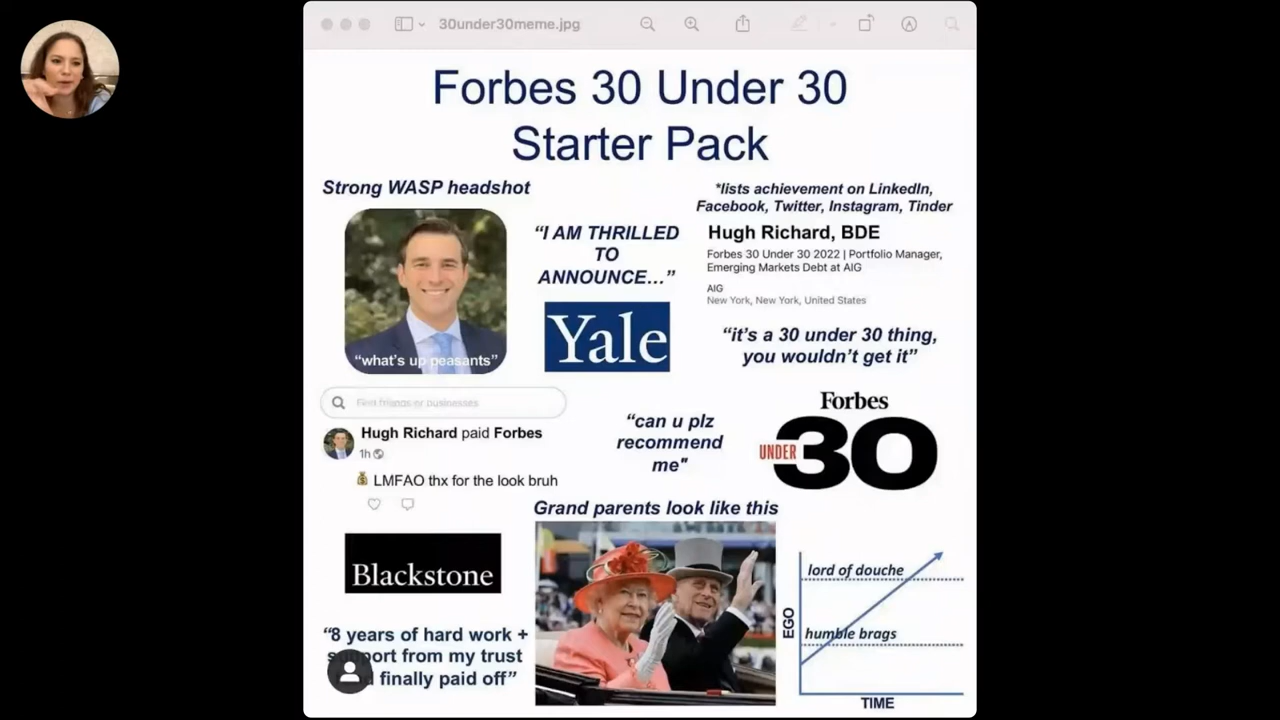 30under30meme.jpg
Forbes 30 Under 30
Starter Pack
Strong WASP headshot
"what's up peasants"
"I AM THRILLED
TO
ANNOUNCE..."
Yale
*lists achievement on LinkedIn,
Facebook, Twitter, Instagram, Tinder
Hugh Richard, BDE
Forbes 30 Under 30 2022 | Portfolio Manager,
Emerging Markets Debt at AIG
AIG
New York, New York, United States
"it's a 30 under 30 thing,
you wouldn't get it"
Find friends or businesses
Hugh Richard paid Forbes
1h
LMFAO thx for the look bruh
"can u plz
recommend
me"
Forbes
UNDER 30
Blackstone
"8 years of hard work +
support from my trust
finally paid off"
Grand parents look like this
lord of douche
humble brags
EGO
TIME